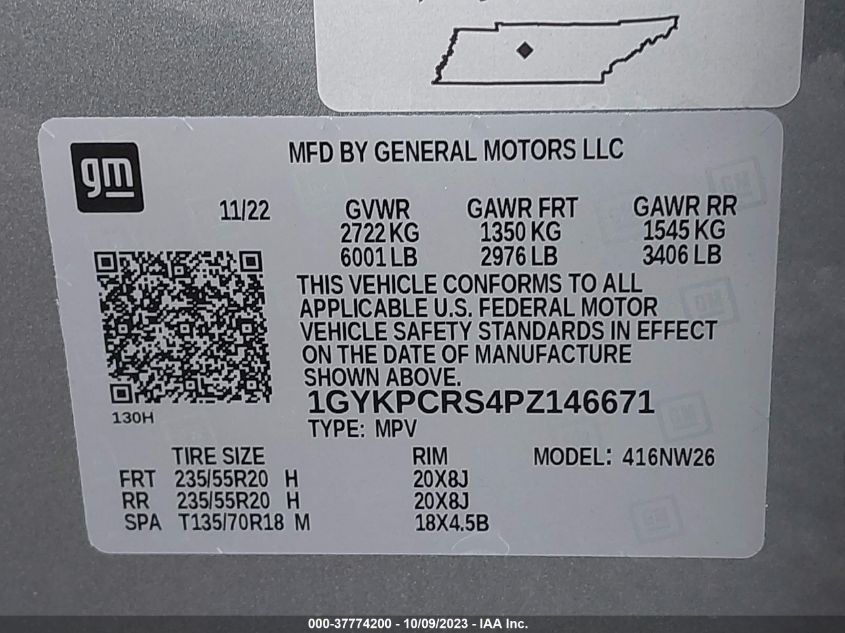 gm
MFD BY GENERAL MOTORS LLC
11/22 GVWR GAWR FRT GAWR RR
2722 KG 1350 KG 1545 KG
6001 LB 2976 LB 3406 LB
THIS VEHICLE CONFORMS TO ALL
APPLICABLE U.S. FEDERAL MOTOR
VEHICLE SAFETY STANDARDS IN EFFECT
ON THE DATE OF MANUFACTURE
SHOWN ABOVE.
1GYKPCRS4PZ146671
130H
TYPE: MPV
TIRE SIZE RIM MODEL: 416NW26
FRT 235/55R20 H 20X8J
RR 235/55R20 H 20X8J
SPA T135/70R18 M 18X4.5B
000-37774200 - 10/09/2023 - IAA Inc.